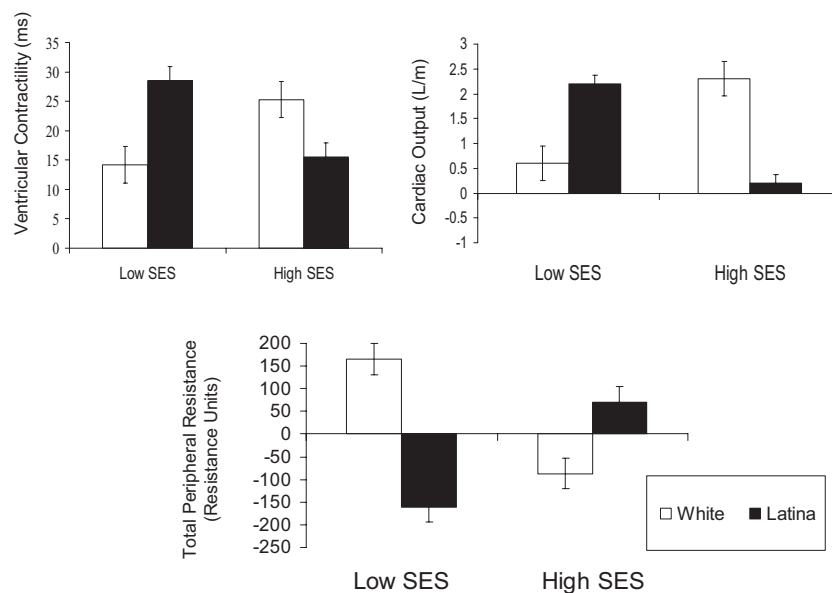 Ventricular Contractility (ms)
35
30
25
20
15
10
5
0
Low SES
High SES
Cardiac Output (L/m)
3
2.5
2
1.5
1
0.5
0
-0.5
-1
Low SES
High SES
Total Peripheral Resistance
(Resistance Units)
200
150
100
50
0
-50
-100
-150
-200
-250
Low SES
High SES
White
Latina